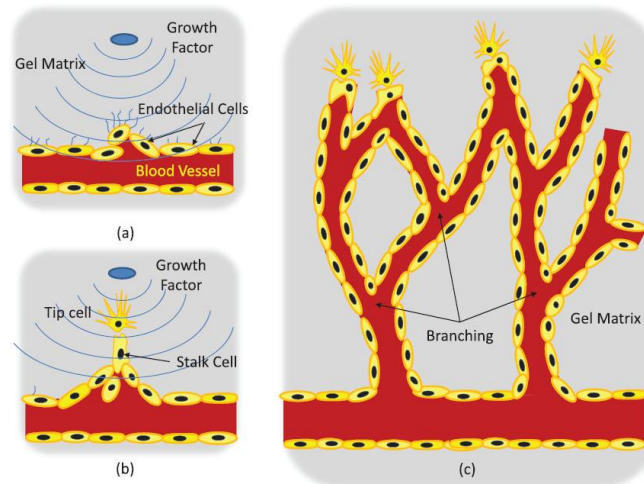 Growth
Factor
Gel Matrix
Endothelial Cells
Blood Vessel
(a)
Growth
Factor
Tip cell
Stalk Cell
(b)
Branching
Gel Matrix
(c)